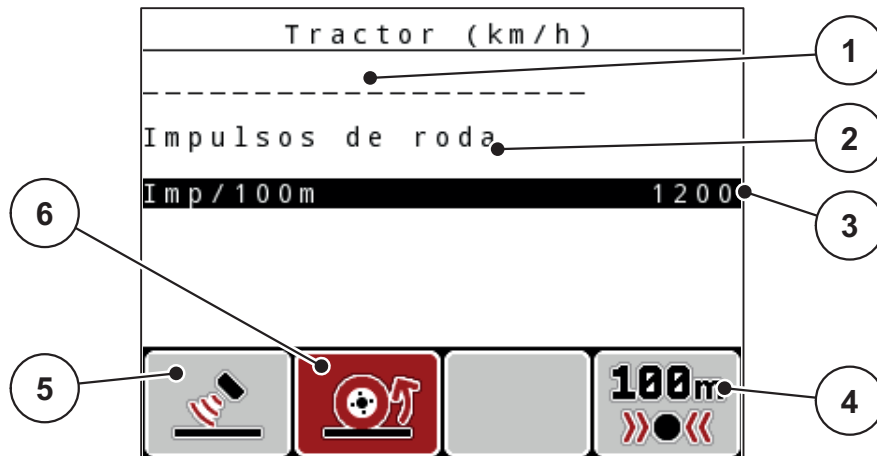 Tractor (km/h)
1
--------------------
Impulsos de roda
2
Imp/100m 1200
3
6
5
100m
4